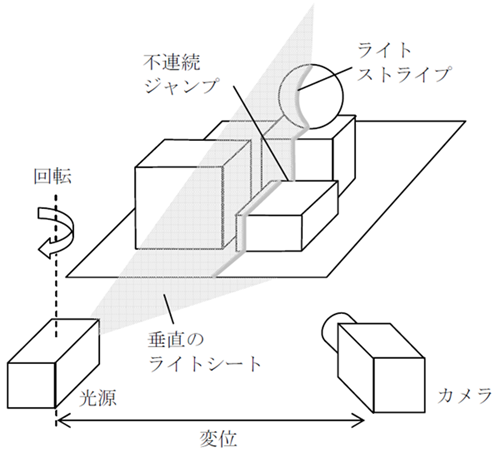 不連続
ジャンプ
ライト
ストライプ
回転
垂直の
ライトシート
光源
カメラ
変位